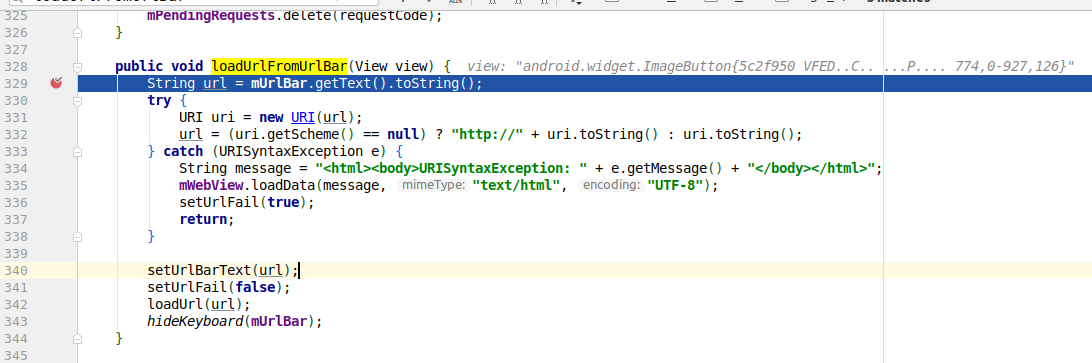 325 mPendingRequests.delete(requestCode);
326 }
327
328 public void loadUrlFromUrlBar(View view) { view: "android.widget.ImageButton{5c2f950 VFED..C.. ...P.... 774,0-927,126}"
329 String url = mUrlBar.getText().toString();
330 try {
331 URI uri = new URI(url);
332 url = (uri.getScheme() == null) ? "http://" + uri.toString() : uri.toString();
333 } catch (URISyntaxException e) {
334 String message = "<html><body>URISyntaxException: " + e.getMessage() + "</body></html>";
335 mWebView.loadData(message, mimeType: "text/html", encoding: "UTF-8");
336 setUrlFail(true);
337 return;
338 }
339
340 setUrlBarText(url);
341 setUrlFail(false);
342 loadUrl(url);
343 hideKeyboard(mUrlBar);
344 }
345